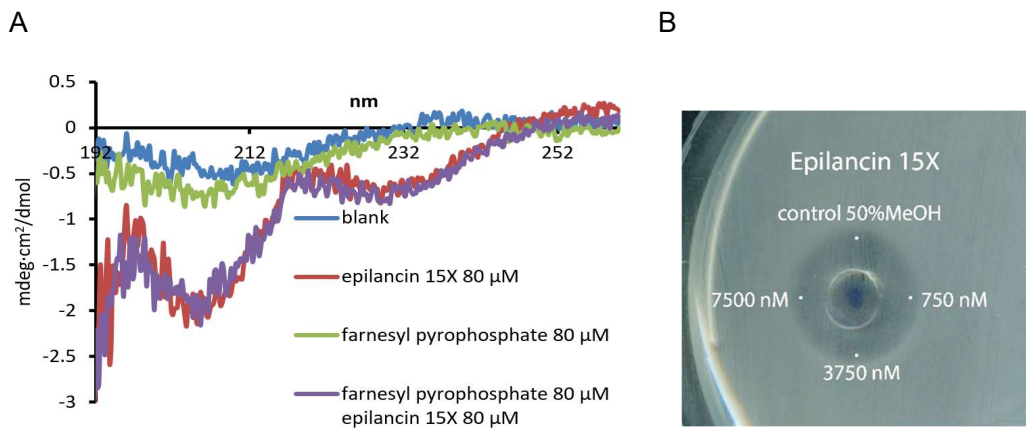 A
B
0.5
0
-0.5
-1
-1.5
-2
-2.5
-3
mdeg·cm²/dmol
nm
192
212
232
252
blank
epilancin 15X 80 µM
farnesyl pyrophosphate 80 µM
farnesyl pyrophosphate 80 µM
epilancin 15X 80 µM
Epilancin 15X
control 50%MeOH
7500 nM
750 nM
3750 nM